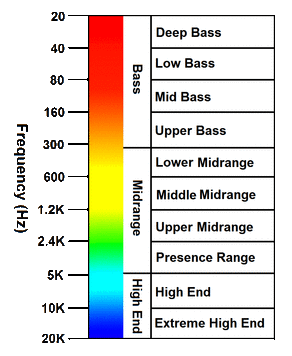 Frequency (Hz)
20
40
80
160
300
600
1.2K
2.4K
5K
10K
20K
Bass
Midrange
High End
Deep Bass
Low Bass
Mid Bass
Upper Bass
Lower Midrange
Middle Midrange
Upper Midrange
Presence Range
High End
Extreme High End